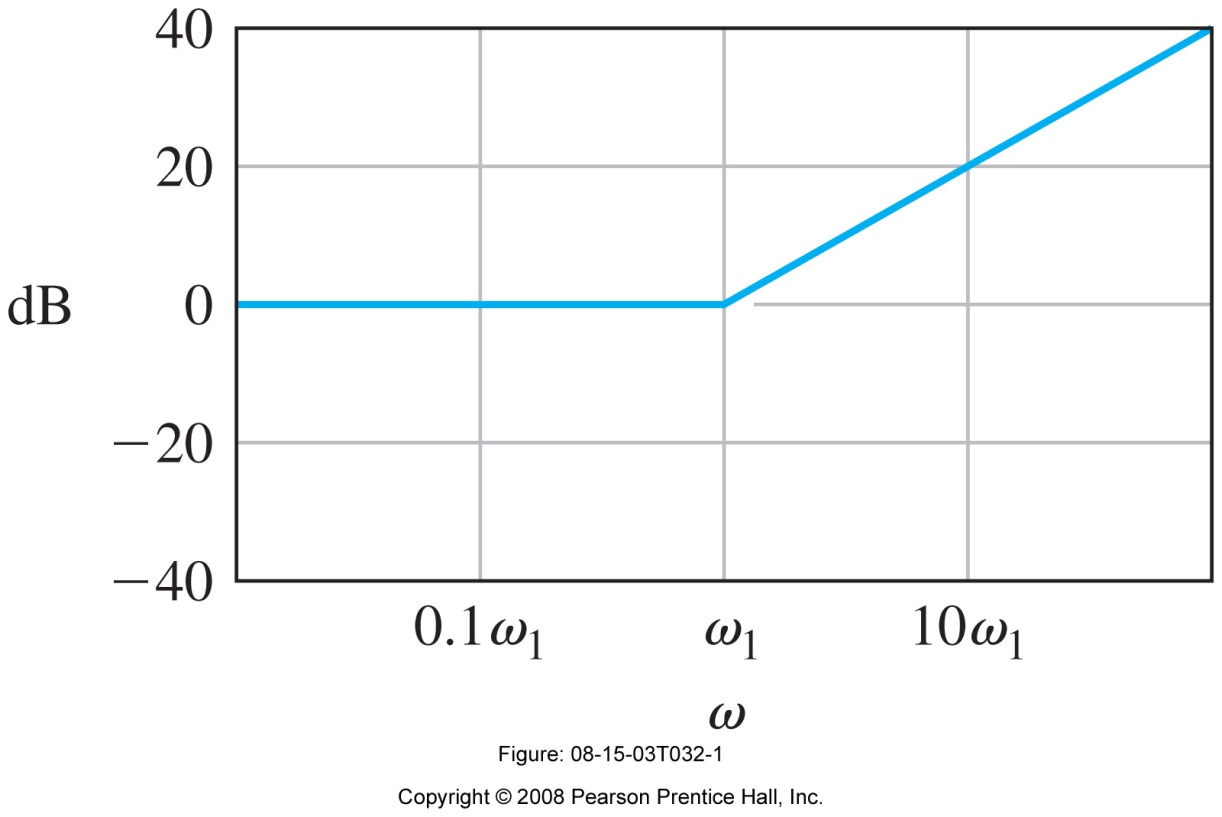 40
20
dB 0
−20
−40
0.1ω₁ ω₁ 10ω₁
ω
Figure: 08-15-03T032-1
Copyright © 2008 Pearson Prentice Hall, Inc.